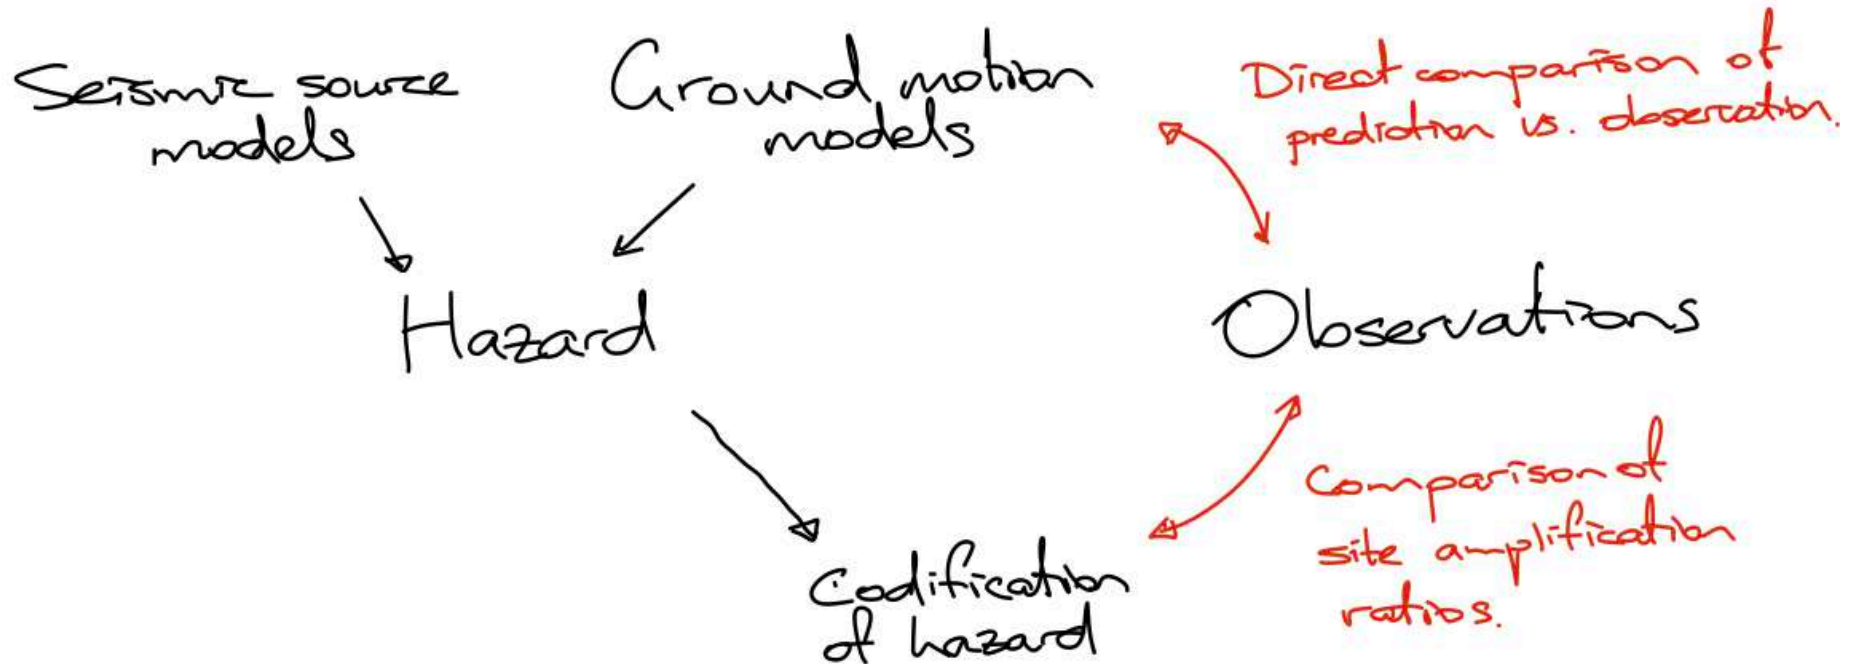 Seismic source
models
Ground motion
models
Direct comparison of
prediction vs. observation.
Hazard
Observations
Comparison of
site amplification
ratios.
Codification
of hazard